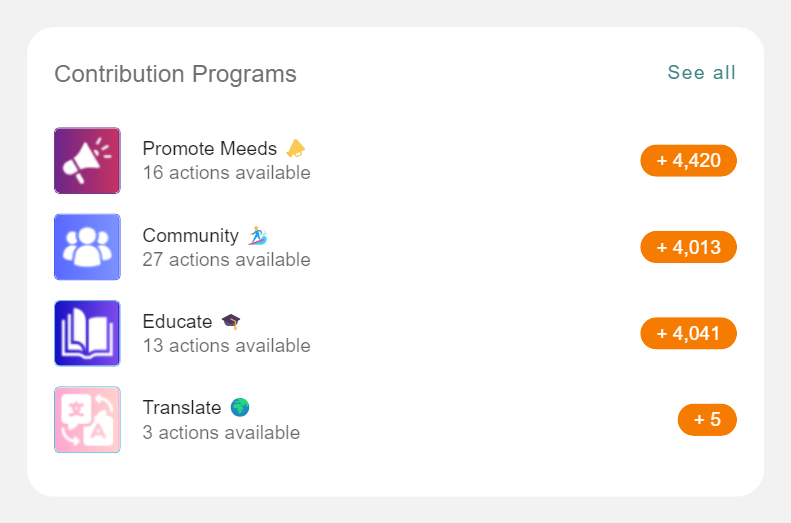 Contribution Programs
See all
Promote Meeds
16 actions available
+ 4,420
Community
27 actions available
+ 4,013
Educate
13 actions available
+ 4,041
Translate
3 actions available
+ 5
文
A